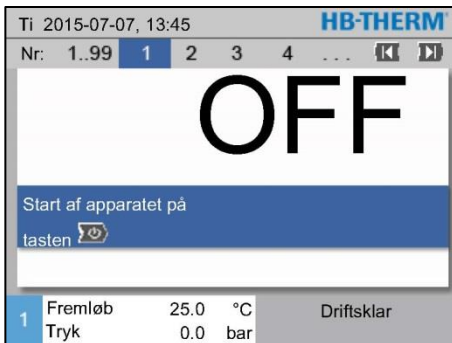 Ti 2015-07-07, 13:45 HB-THERM
Nr: 1..99 1 2 3 4 ...
OFF
Start af apparatet på
tasten
1 Fremløb 25.0 °C Driftsklar
Tryk 0.0 bar